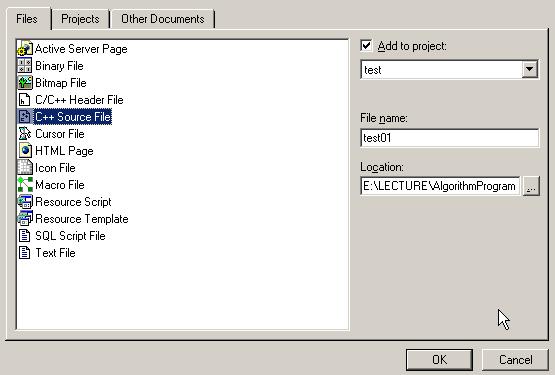 Files
Projects
Other Documents
Active Server Page
Binary File
Bitmap File
C/C++ Header File
C++ Source File
Cursor File
HTML Page
Icon File
Macro File
Resource Script
Resource Template
SQL Script File
Text File
Add to project:
test
File name:
test01
Location:
E:\LECTURE\AlgorithmProgram
...
OK
Cancel